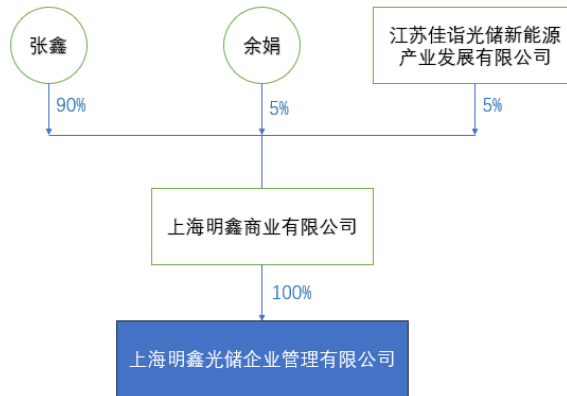 张鑫
余娟
江苏佳诣光储新能源
产业发展有限公司
90%
5%
5%
上海明鑫商业有限公司
100%
上海明鑫光储企业管理有限公司